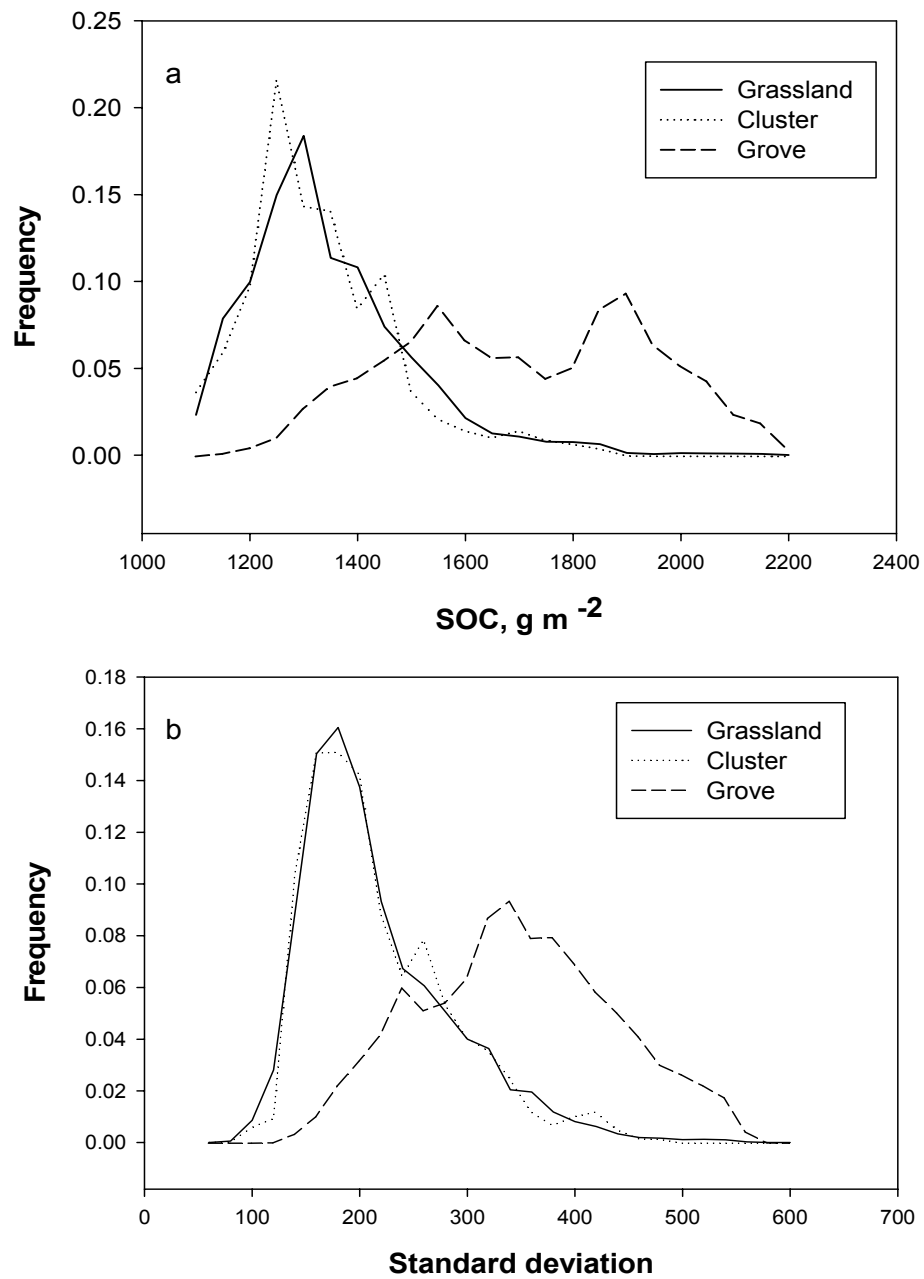 a
0.25
0.20
0.15
0.10
0.05
0.00
Frequency
Grassland
Cluster
Grove
1000 1200 1400 1600 1800 2000 2200 2400
SOC, g m -2
b
0.18
0.16
0.14
0.12
0.10
0.08
0.06
0.04
0.02
0.00
Frequency
Grassland
Cluster
Grove
0 100 200 300 400 500 600 700
Standard deviation